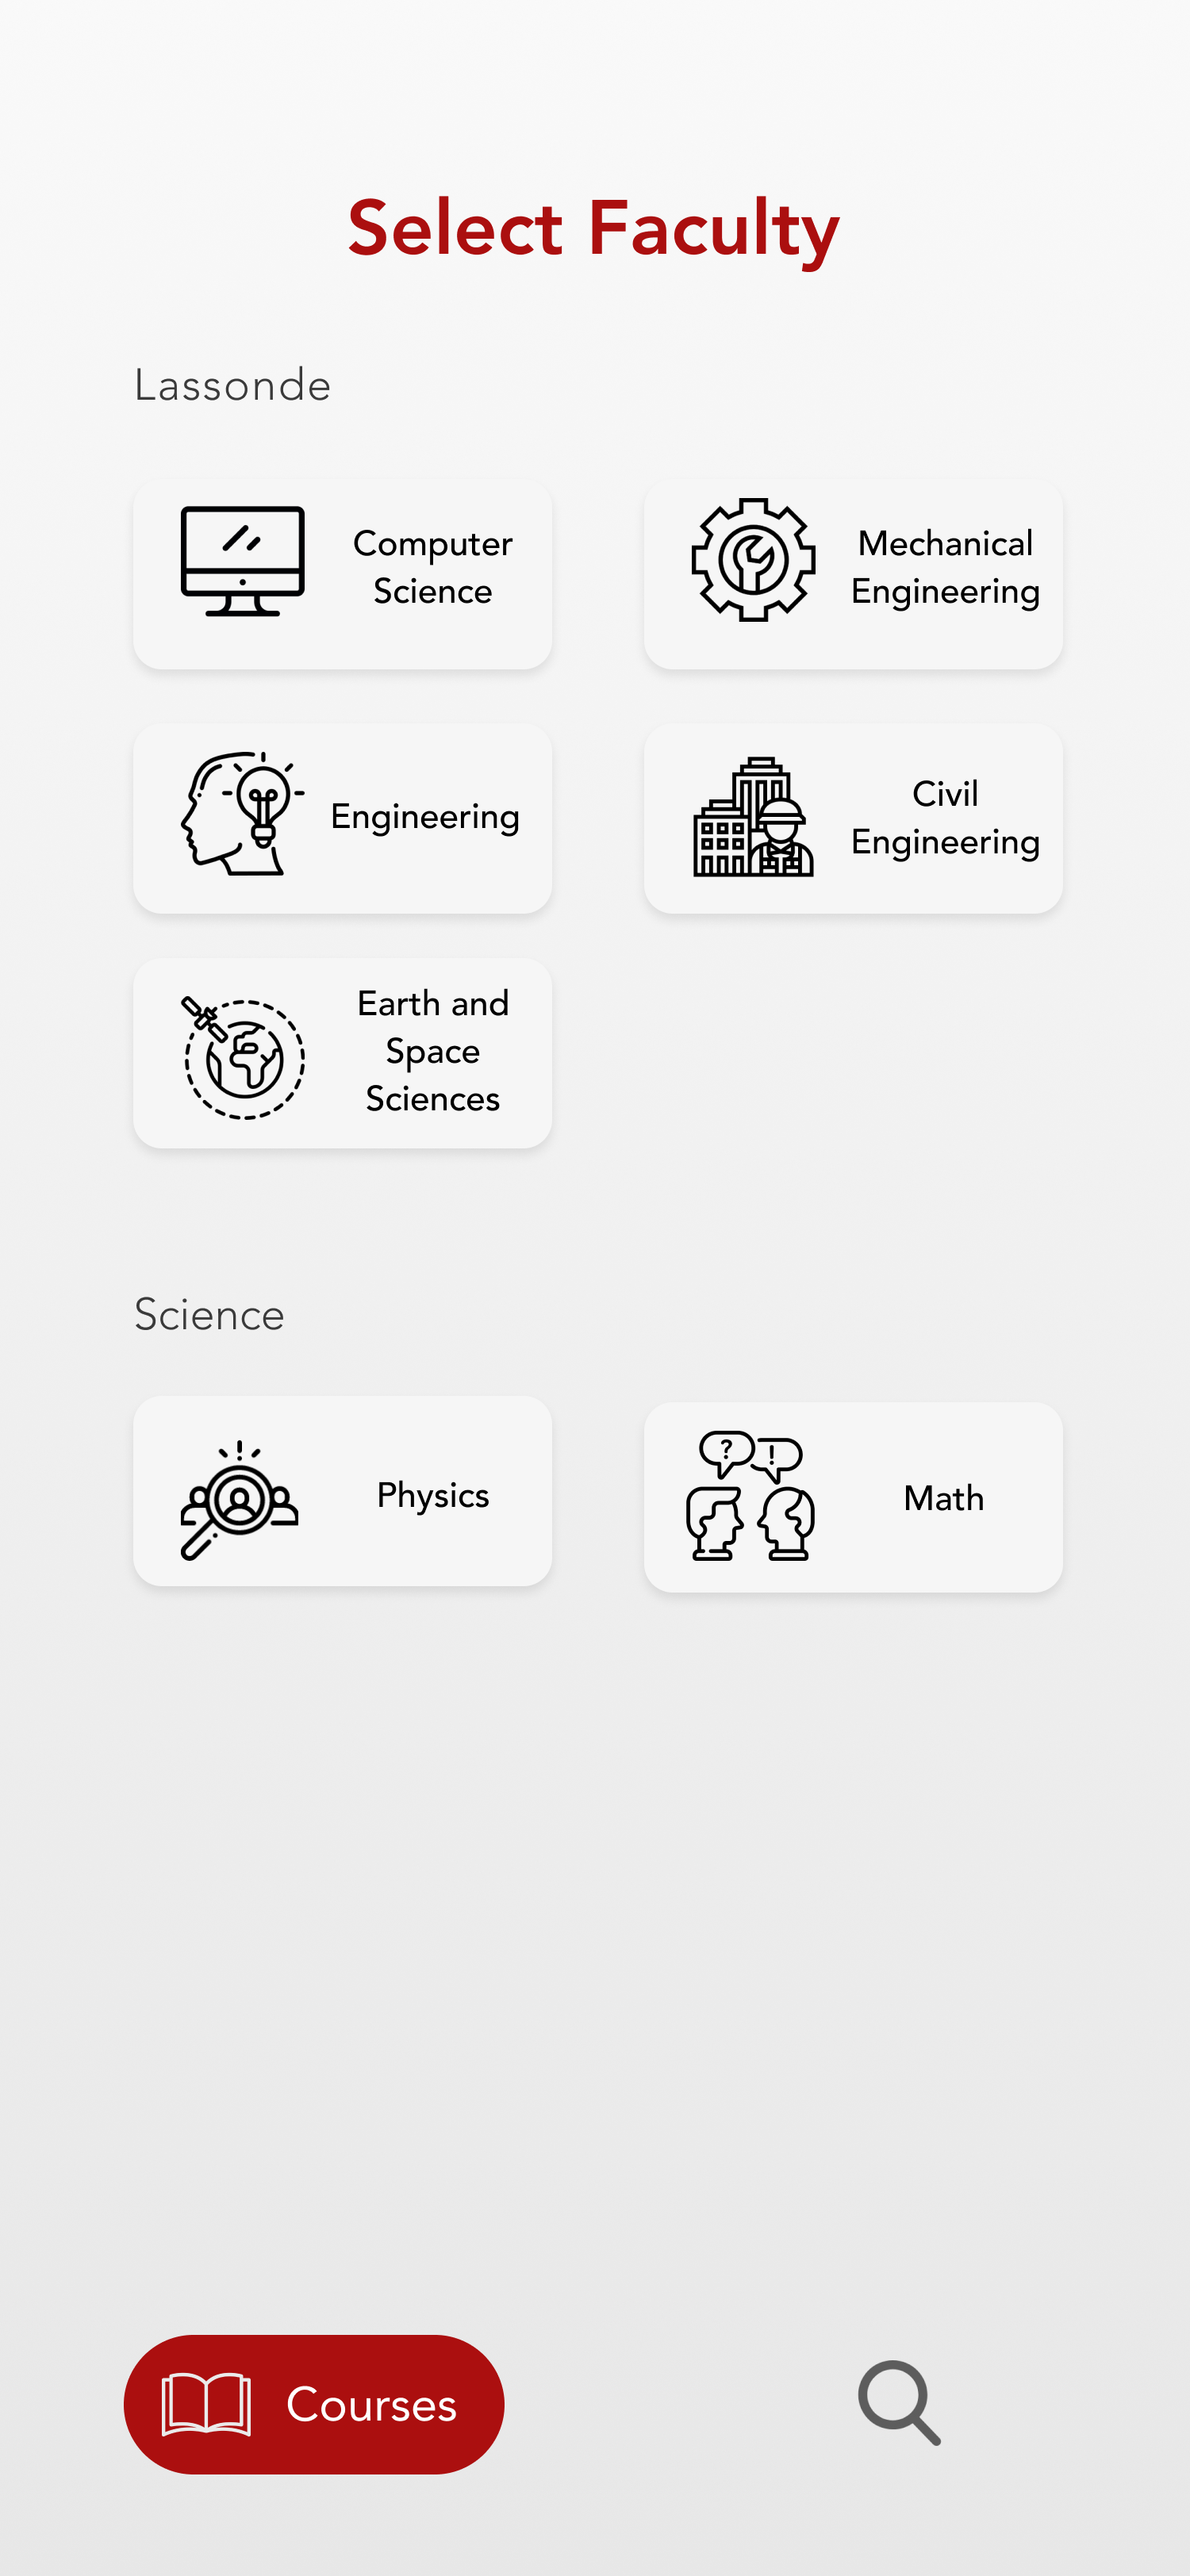 Select Faculty
Lassonde
Computer
Science
Mechanical
Engineering
Engineering
Civil
Engineering
Earth and
Space
Sciences
Science
Physics
? !
Math
Courses